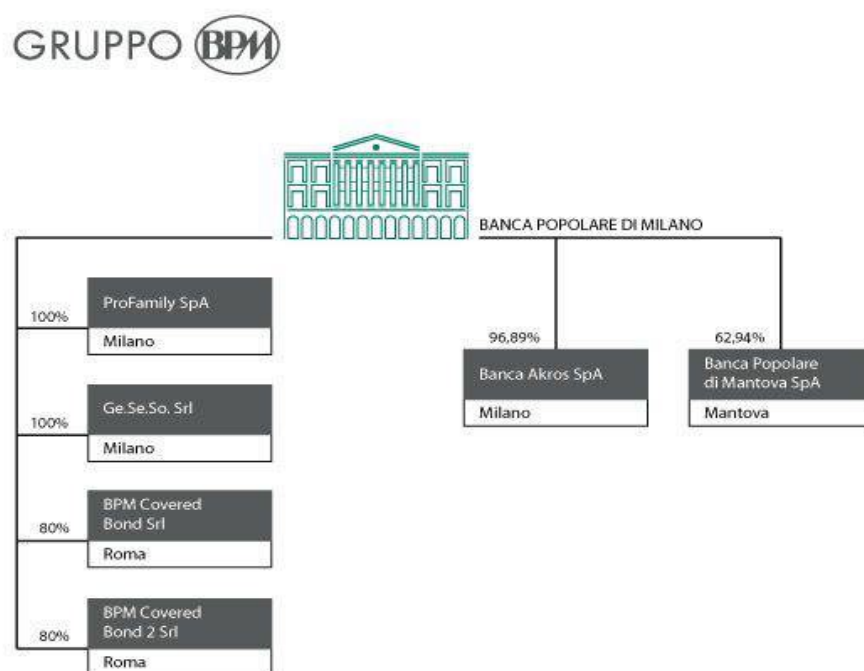 GRUPPO BPM
BANCA POPOLARE DI MILANO
100%
ProFamily SpA
Milano
100%
Ge.Se.So. Srl
Milano
80%
BPM Covered
Bond Srl
Roma
80%
BPM Covered
Bond 2 Srl
Roma
96,89%
Banca Akros SpA
Milano
62,94%
Banca Popolare
di Mantova SpA
Mantova